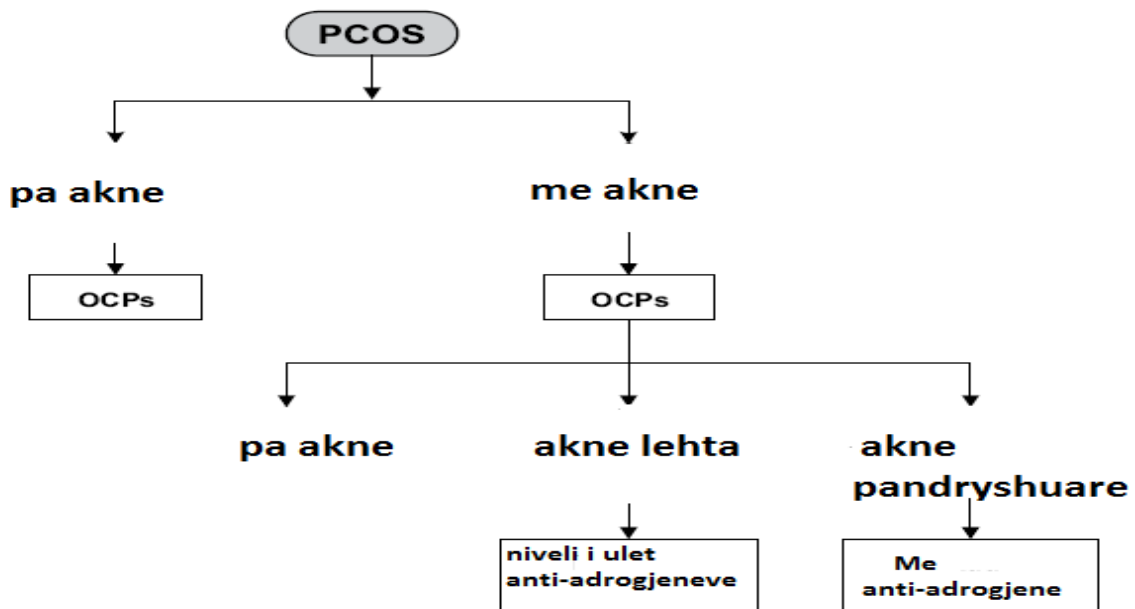 PCOS
pa akne
me akne
OCPs
OCPs
pa akne
akne lehta
akne
pandryshuare
niveli i ulet
anti-adrogjeneve
Me
anti-adrogjene